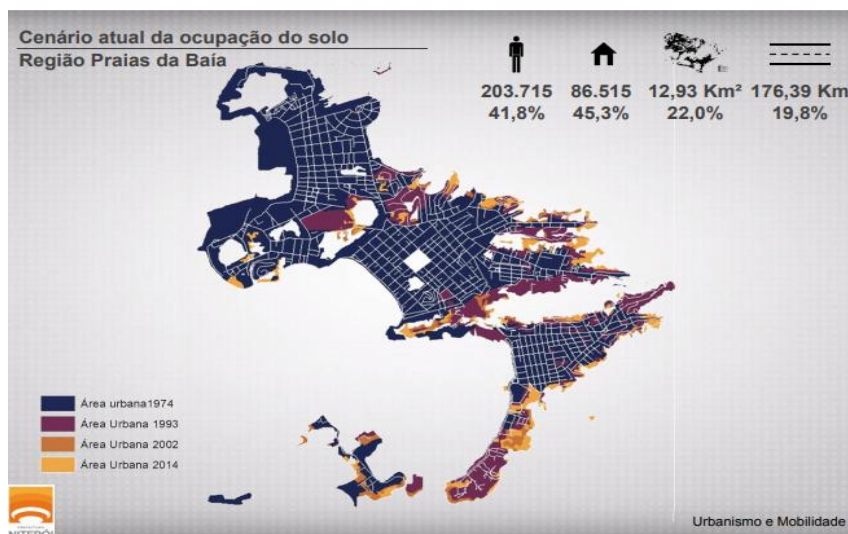 Cenário atual da ocupação do solo
Região Praias da Baía
203.715 86.515 12,93 Km² 176,39 Km
41,8% 45,3% 22,0% 19,8%
Área urbana1974
Área Urbana 1993
Área Urbana 2002
Área Urbana 2014
NITERÓI
Urbanismo e Mobilidade